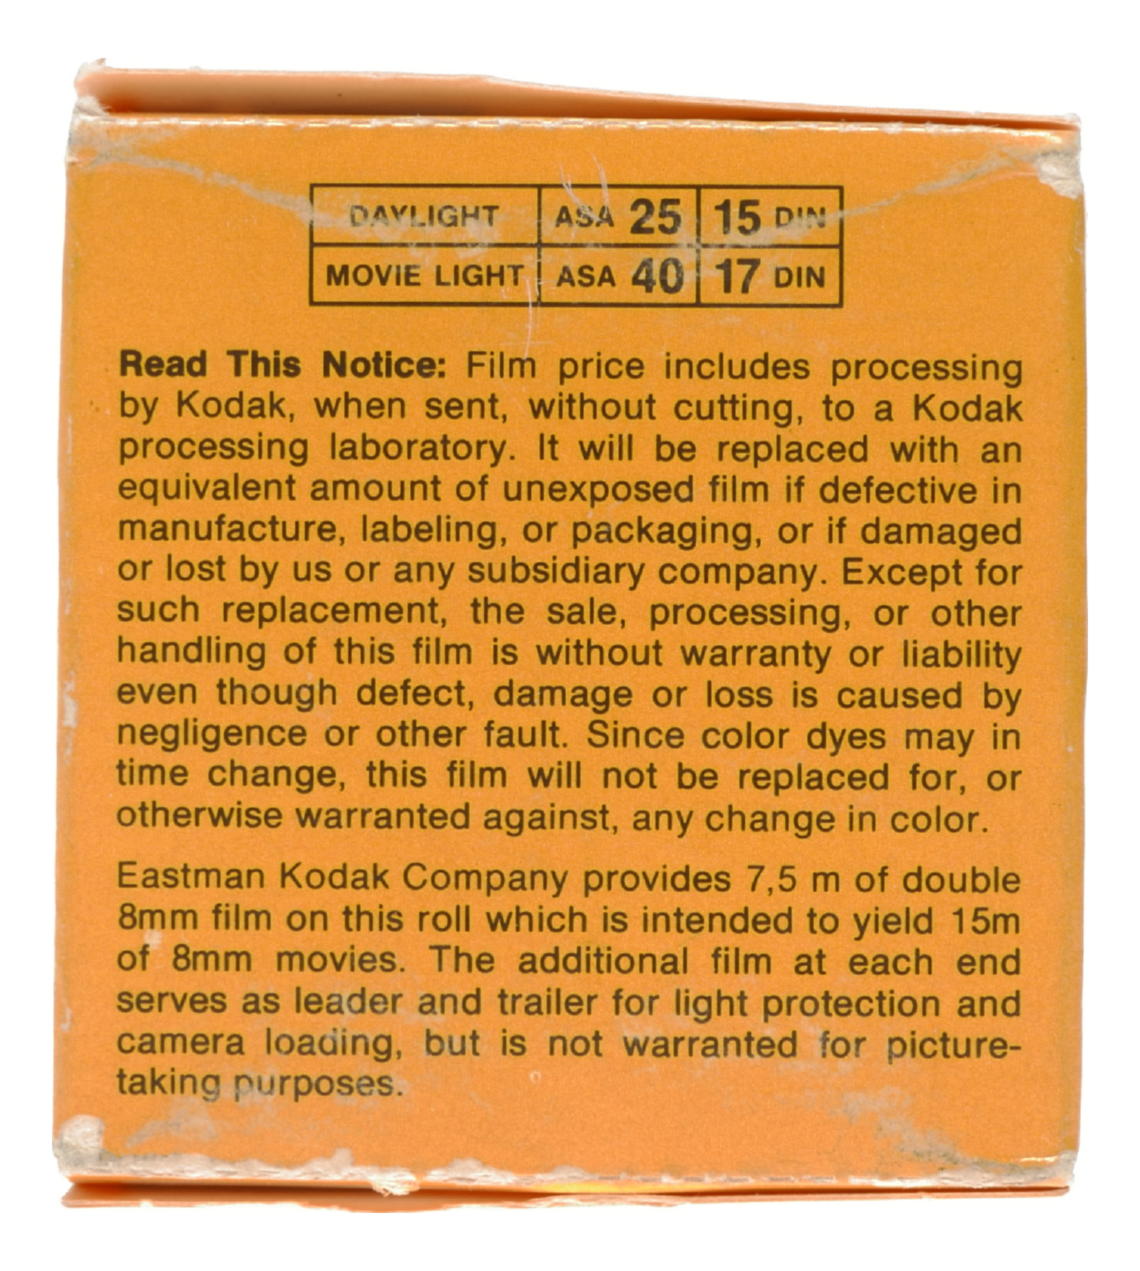 DAYLIGHT ASA 25 15 DIN
MOVIE LIGHT ASA 40 17 DIN
Read This Notice: Film price includes processing
by Kodak, when sent, without cutting, to a Kodak
processing laboratory. It will be replaced with an
equivalent amount of unexposed film if defective in
manufacture, labeling, or packaging, or if damaged
or lost by us or any subsidiary company. Except for
such replacement, the sale, processing, or other
handling of this film is without warranty or liability
even though defect, damage or loss is caused by
negligence or other fault. Since color dyes may in
time change, this film will not be replaced for, or
otherwise warranted against, any change in color.
Eastman Kodak Company provides 7,5 m of double
8mm film on this roll which is intended to yield 15m
of 8mm movies. The additional film at each end
serves as leader and trailer for light protection and
camera loading, but is not warranted for picture-
taking purposes.